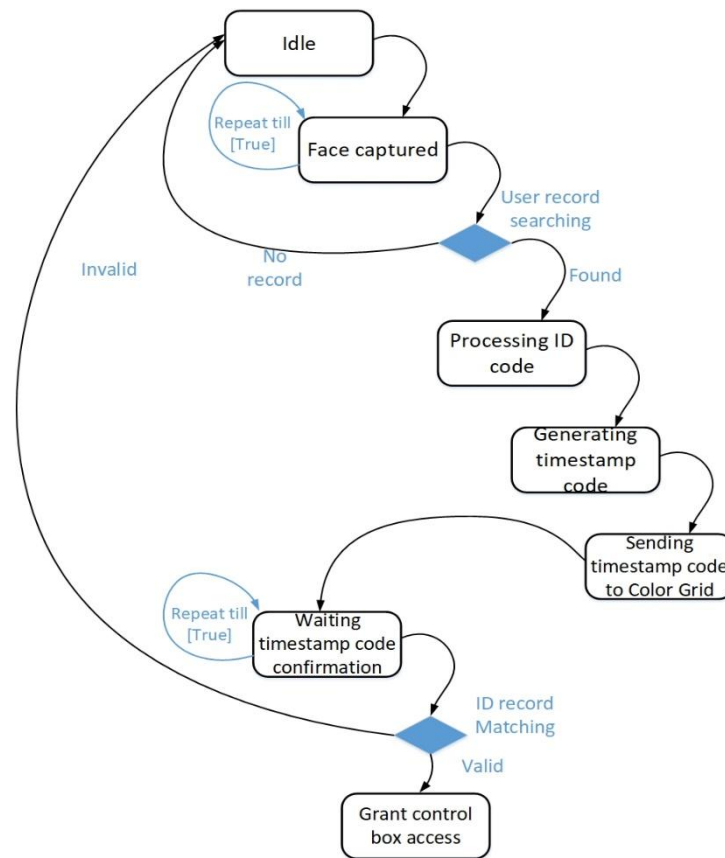 Idle
Repeat till
[True]
Face captured
User record
searching
No
record
Invalid
Found
Processing ID
code
Generating
timestamp
code
Sending
timestamp code
to Color Grid
Repeat till
[True]
Waiting
timestamp code
confirmation
ID record
Matching
Valid
Grant control
box access